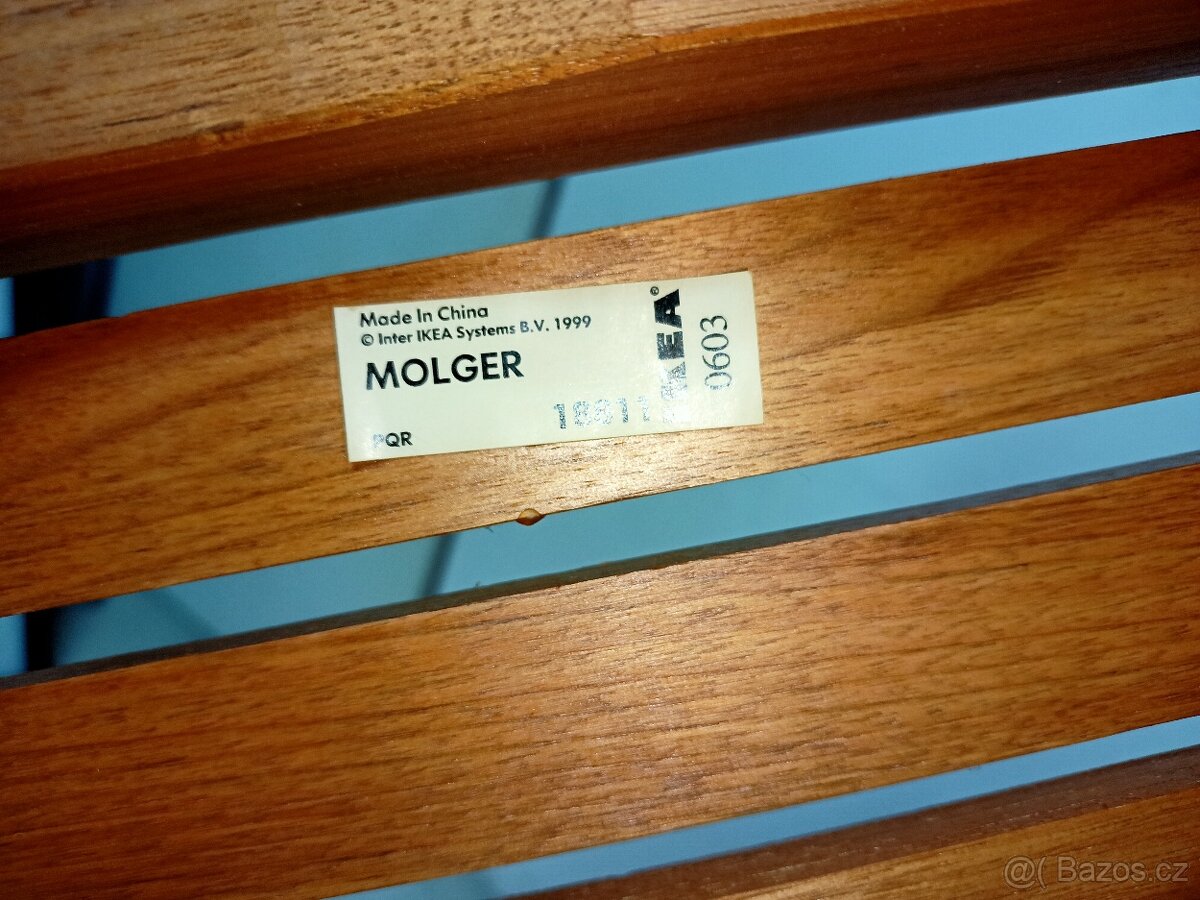 Made In China
© Inter IKEA Systems B.V. 1999
MOLGER
PQR
IKEA®
0603
@( Bazos.cz